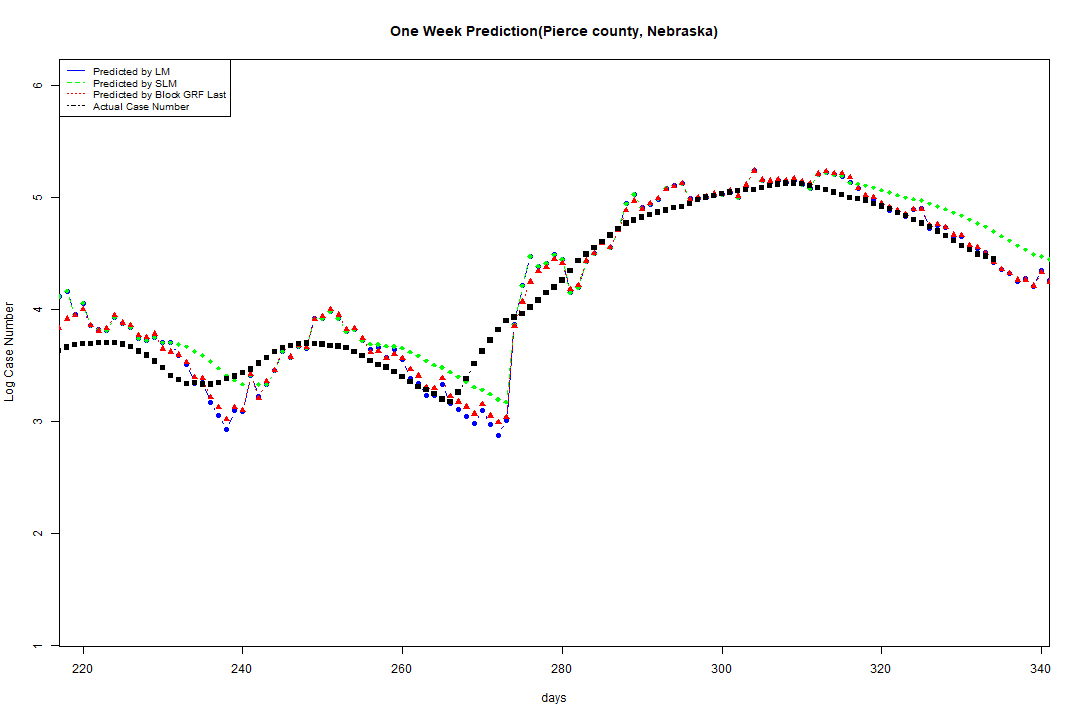 One Week Prediction(Pierce county, Nebraska)
Predicted by LM
Predicted by SLM
Predicted by Block GRF Last
Actual Case Number
6
5
4
3
2
1
Log Case Number
220 240 260 280 300 320 340
days